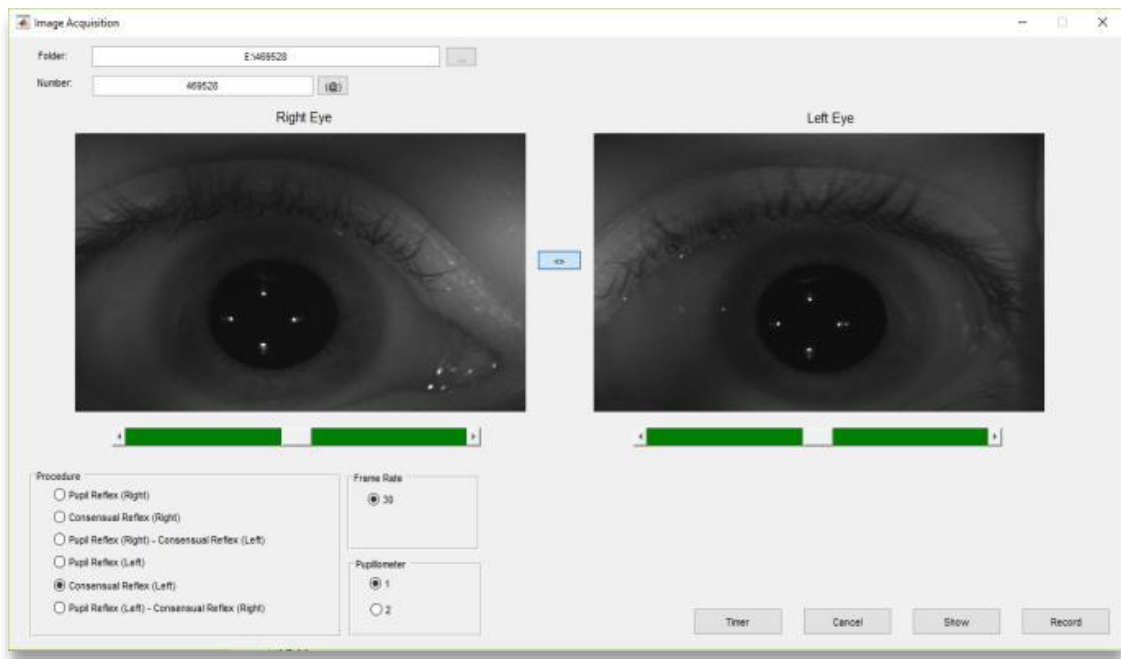 Image Acquisition
Folder: E:\469528 ...
Number: 469528 (@)
Right Eye Left Eye
<>
Procedure
Pupil Reflex (Right)
Consensual Reflex (Right)
Pupil Reflex (Right) - Consensual Reflex (Left)
Pupil Reflex (Left)
Consensual Reflex (Left)
Pupil Reflex (Left) - Consensual Reflex (Right)
Frame Rate
30
Pupillometer
1
2
Timer Cancel Show Record